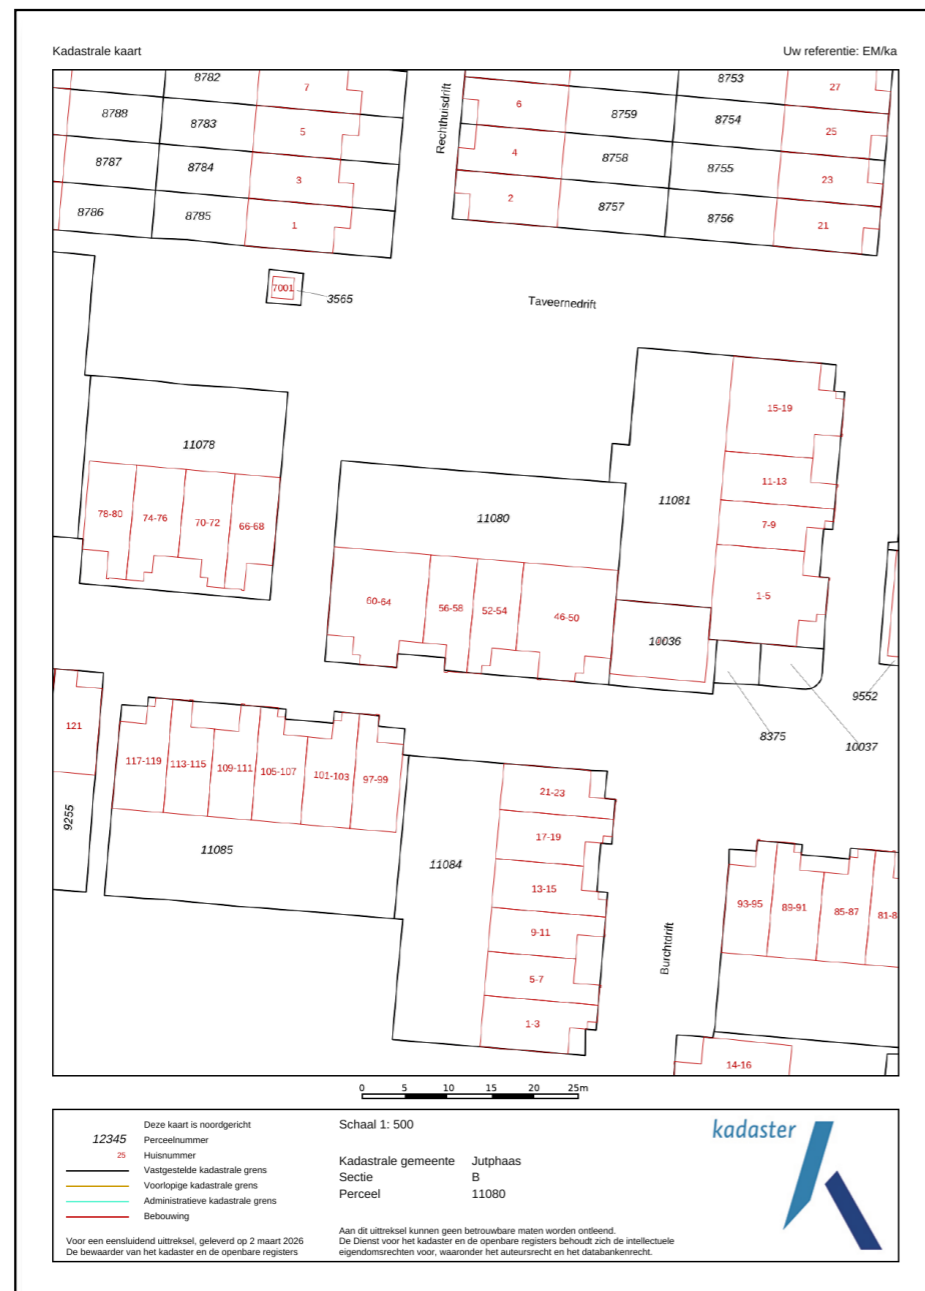 Kadastrale kaart
Uw referentie: EM/ka
8782
7
8788
8783
5
8787
8784
3
8786
8785
1
Rechthuisdrift
8753
27
6
8759
8754
25
4
8758
8755
23
2
8757
8756
21
7001
3565
Taveernedrift
15-19
11078
11081
11-13
78-80
74-76
70-72
66-68
11080
7-9
1-5
60-64
56-58
52-54
46-50
10036
9552
8375
10037
121
117-119
113-115
109-111
105-107
101-103
97-99
21-23
17-19
9255
11085
11084
13-15
93-95
89-91
85-87
81-8
9-11
Burchtdrift
5-7
1-3
14-16
0 5 10 15 20 25m
Deze kaart is noordgericht
12345 Perceelnummer
25 Huisnummer
Vastgestelde kadastrale grens
Voorlopige kadastrale grens
Administratieve kadastrale grens
Bebouwing
Voor een eensluidend uittreksel, geleverd op 2 maart 2026
De bewaarder van het kadaster en de openbare registers
Schaal 1: 500
Kadastrale gemeente Jutphaas
Sectie B
Perceel 11080
Aan dit uittreksel kunnen geen betrouwbare maten worden ontleend.
De Dienst voor het kadaster en de openbare registers behoudt zich de intellectuele
eigendomsrechten voor, waaronder het auteursrecht en het databankenrecht.
kadaster